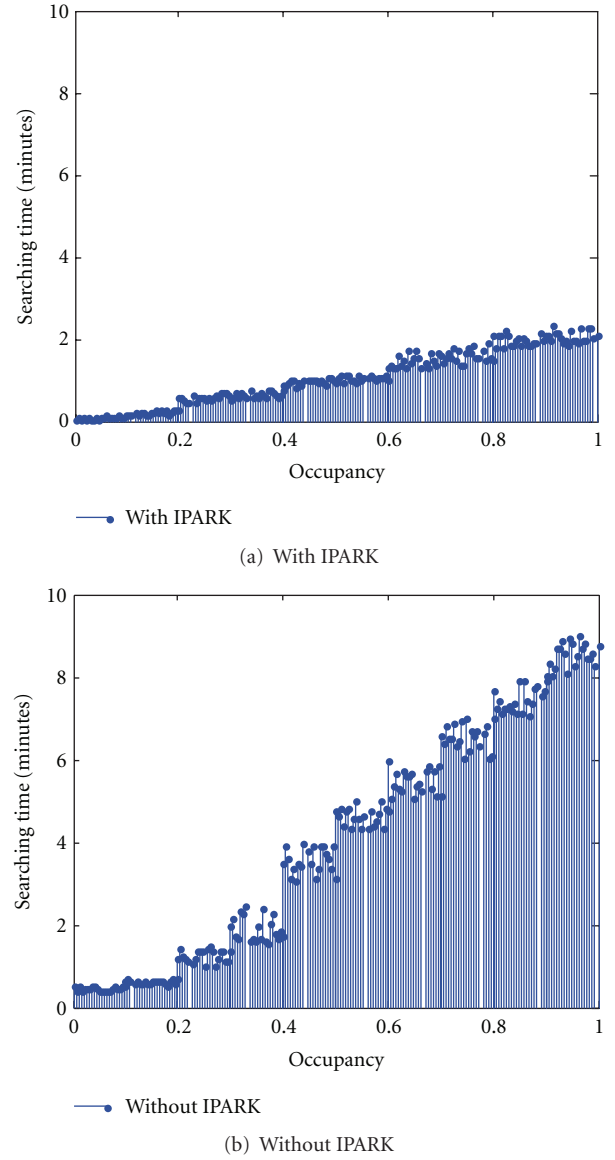 10
8
6
4
2
0
Searching time (minutes)
0 0.2 0.4 0.6 0.8 1
Occupancy
With IPARK
(a) With IPARK
10
8
6
4
2
0
Searching time (minutes)
0 0.2 0.4 0.6 0.8 1
Occupancy
Without IPARK
(b) Without IPARK